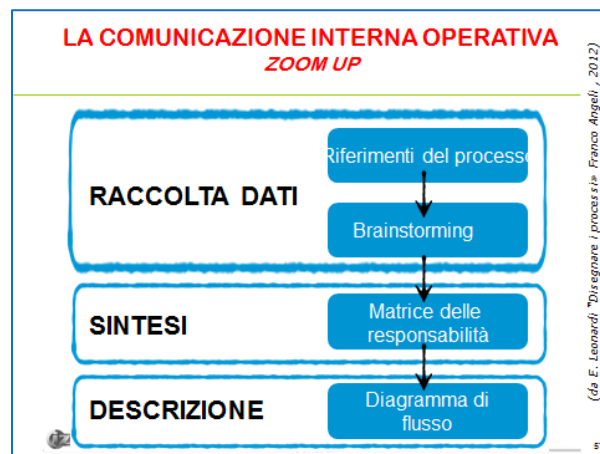 LA COMUNICAZIONE INTERNA OPERATIVA
ZOOM UP
RACCOLTA DATI
Riferimenti del processo
Brainstorming
SINTESI
Matrice delle
responsabilità
DESCRIZIONE
Diagramma di
flusso
(da E. Leonardi "Disegnare i processi» Franco Angeli , 2012)